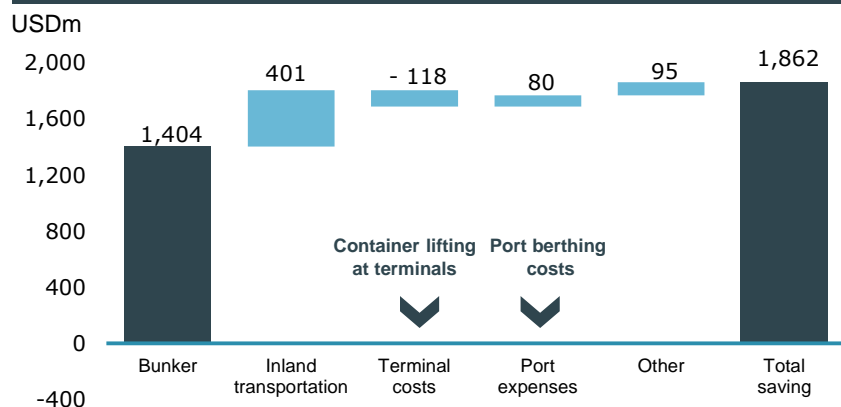 USDm
2,000
1,600
1,200
800
400
0
-400
1,404
401
- 118
80
95
1,862
Container lifting
at terminals
Port berthing
costs
Bunker
Inland
transportation
Terminal
costs
Port
expenses
Other
Total
saving